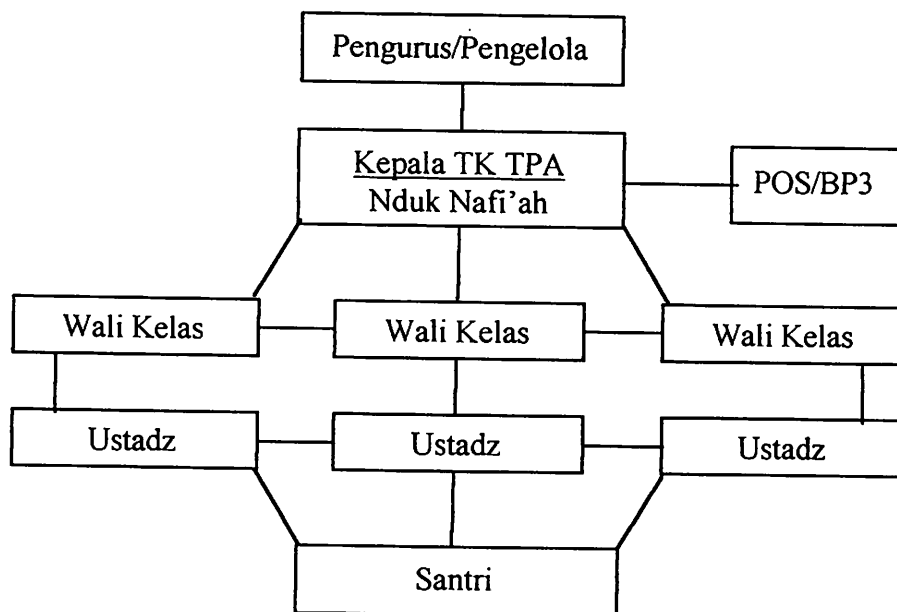 Pengurus/Pengelola
Kepala TK TPA
Nduk Nafi'ah
POS/BP3
Wali Kelas
Wali Kelas
Wali Kelas
Ustadz
Ustadz
Ustadz
Santri